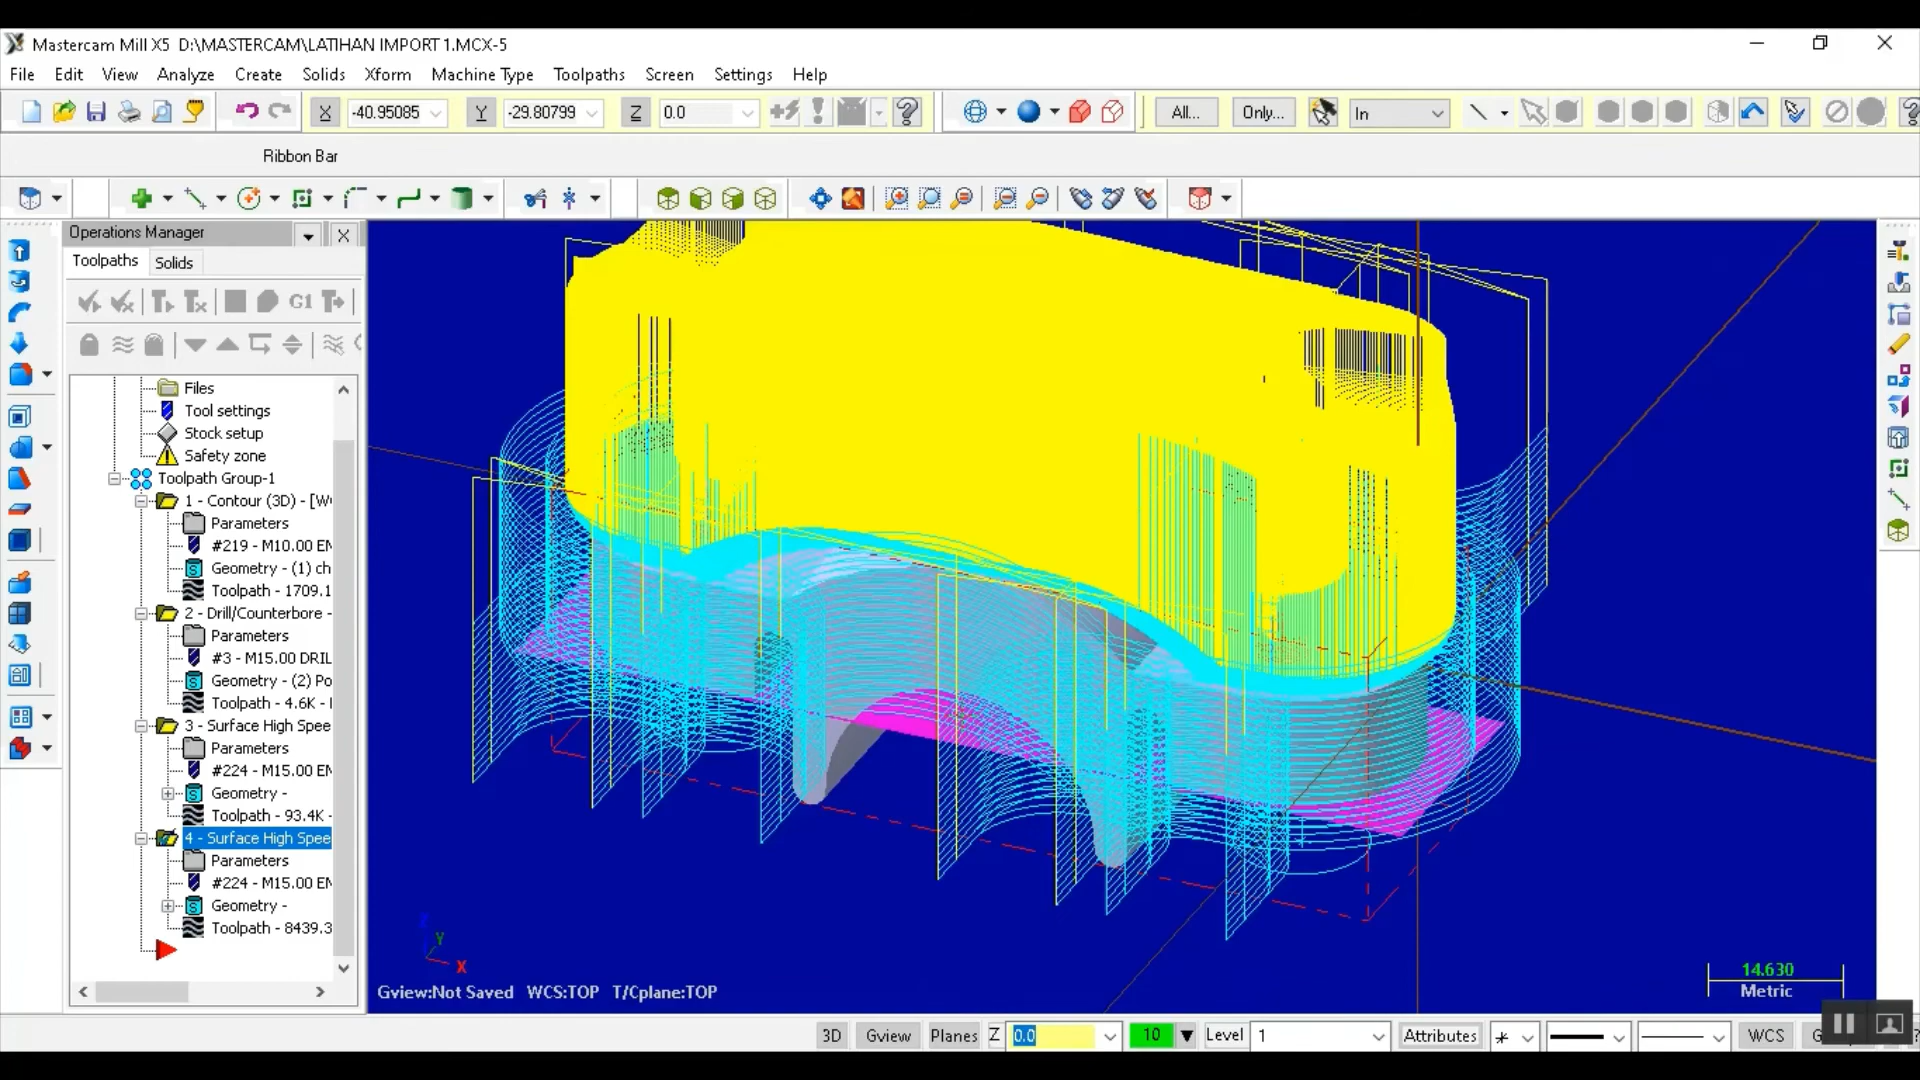 Mastercam Mill X5 D:\MASTERCAM\LATIHAN IMPORT 1.MCX-5
File Edit View Analyze Create Solids Xform Machine Type Toolpaths Screen Settings Help
X -40.95085 Y -29.80799 Z 0.0 All... Only... In
Ribbon Bar
Operations Manager
Toolpaths Solids
G1
Files
Tool settings
Stock setup
Safety zone
Toolpath Group-1
1 - Contour (3D) - [W
Parameters
#219 - M10.00 EN
Geometry - (1) ch
Toolpath - 1709.1
2 - Drill/Counterbore -
Parameters
#3 - M15.00 DRIL
Geometry - (2) Po
Toolpath - 4.6K -
3 - Surface High Spee
Parameters
#224 - M15.00 EN
Geometry -
Toolpath - 93.4K -
4 - Surface High Spee
Parameters
#224 - M15.00 EN
Geometry -
Toolpath - 8439.3
Z
Y
X
Gview:Not Saved WCS:TOP T/Cplane:TOP
14.630
Metric
3D Gview Planes Z 0.0 10 Level 1 Attributes WCS